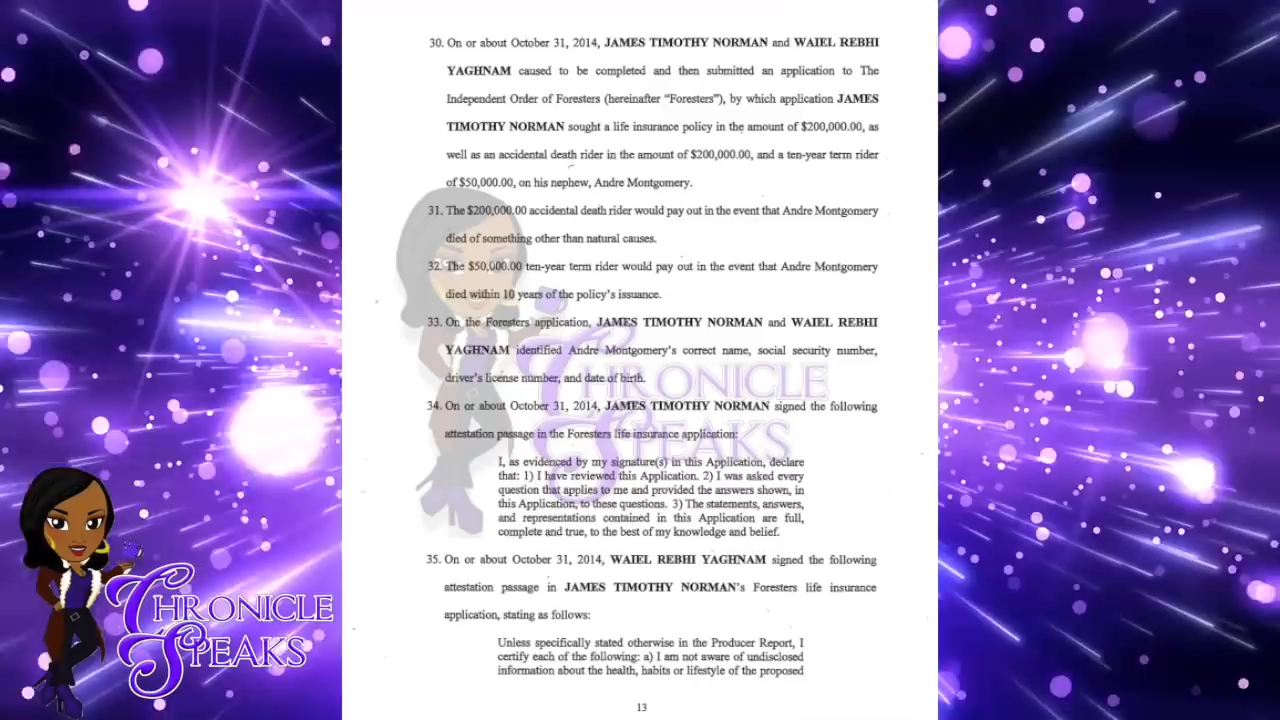 30. On or about October 31, 2014, JAMES TIMOTHY NORMAN and WAIEL REBHI
YAGHNAM caused to be completed and then submitted an application to The
Independent Order of Foresters (hereinafter “Foresters”), by which application JAMES
TIMOTHY NORMAN sought a life insurance policy in the amount of $200,000.00, as
well as an accidental death rider in the amount of $200,000.00, and a ten-year term rider
of $50,000.00, on his nephew, Andre Montgomery.
31. The $200,000.00 accidental death rider would pay out in the event that Andre Montgomery
died of something other than natural causes.
32. The $50,000.00 ten-year term rider would pay out in the event that Andre Montgomery
died within 10 years of the policy’s issuance.
33. On the Foresters application, JAMES TIMOTHY NORMAN and WAIEL REBHI
YAGHNAM identified Andre Montgomery’s correct name, social security number,
driver’s license number, and date of birth.
34. On or about October 31, 2014, JAMES TIMOTHY NORMAN signed the following
attestation passage in the Foresters life insurance application:
I, as evidenced by my signature(s) in this Application, declare
that: 1) I have reviewed this Application. 2) I was asked every
question that applies to me and provided the answers shown, in
this Application, to these questions. 3) The statements, answers,
and representations contained in this Application are full,
complete and true, to the best of my knowledge and belief.
35. On or about October 31, 2014, WAIEL REBHI YAGHNAM signed the following
attestation passage in JAMES TIMOTHY NORMAN’s Foresters life insurance
application, stating as follows:
Unless specifically stated otherwise in the Producer Report, I
certify each of the following: a) I am not aware of undisclosed
information about the health, habits or lifestyle of the proposed
13
CHRONICLE
SPEAKS
CHRONICLE
SPEAKS